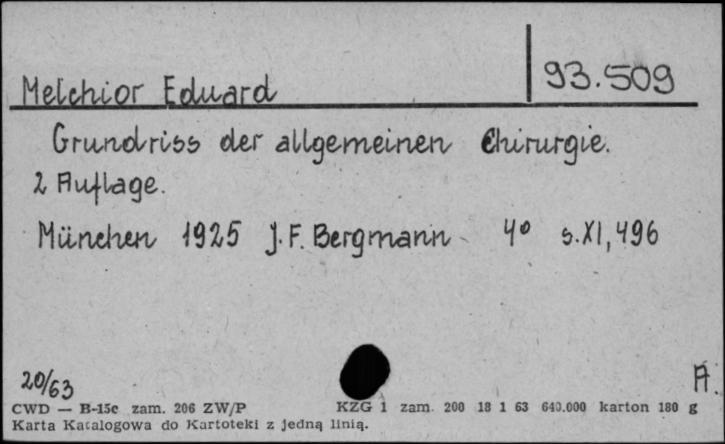 Melchior Eduard 93.509
Grundriss der allgemeinen Chirurgie.
2 Auflage.
München 1925 J.F. Bergmann 4° s.XI, 496
20/63 A.
CWD — B-15c zam. 206 ZW/P KZG 1 zam. 200 18 1 63 640.000 karton 180 g
Karta Katalogowa do Kartoteki z jedną linią.